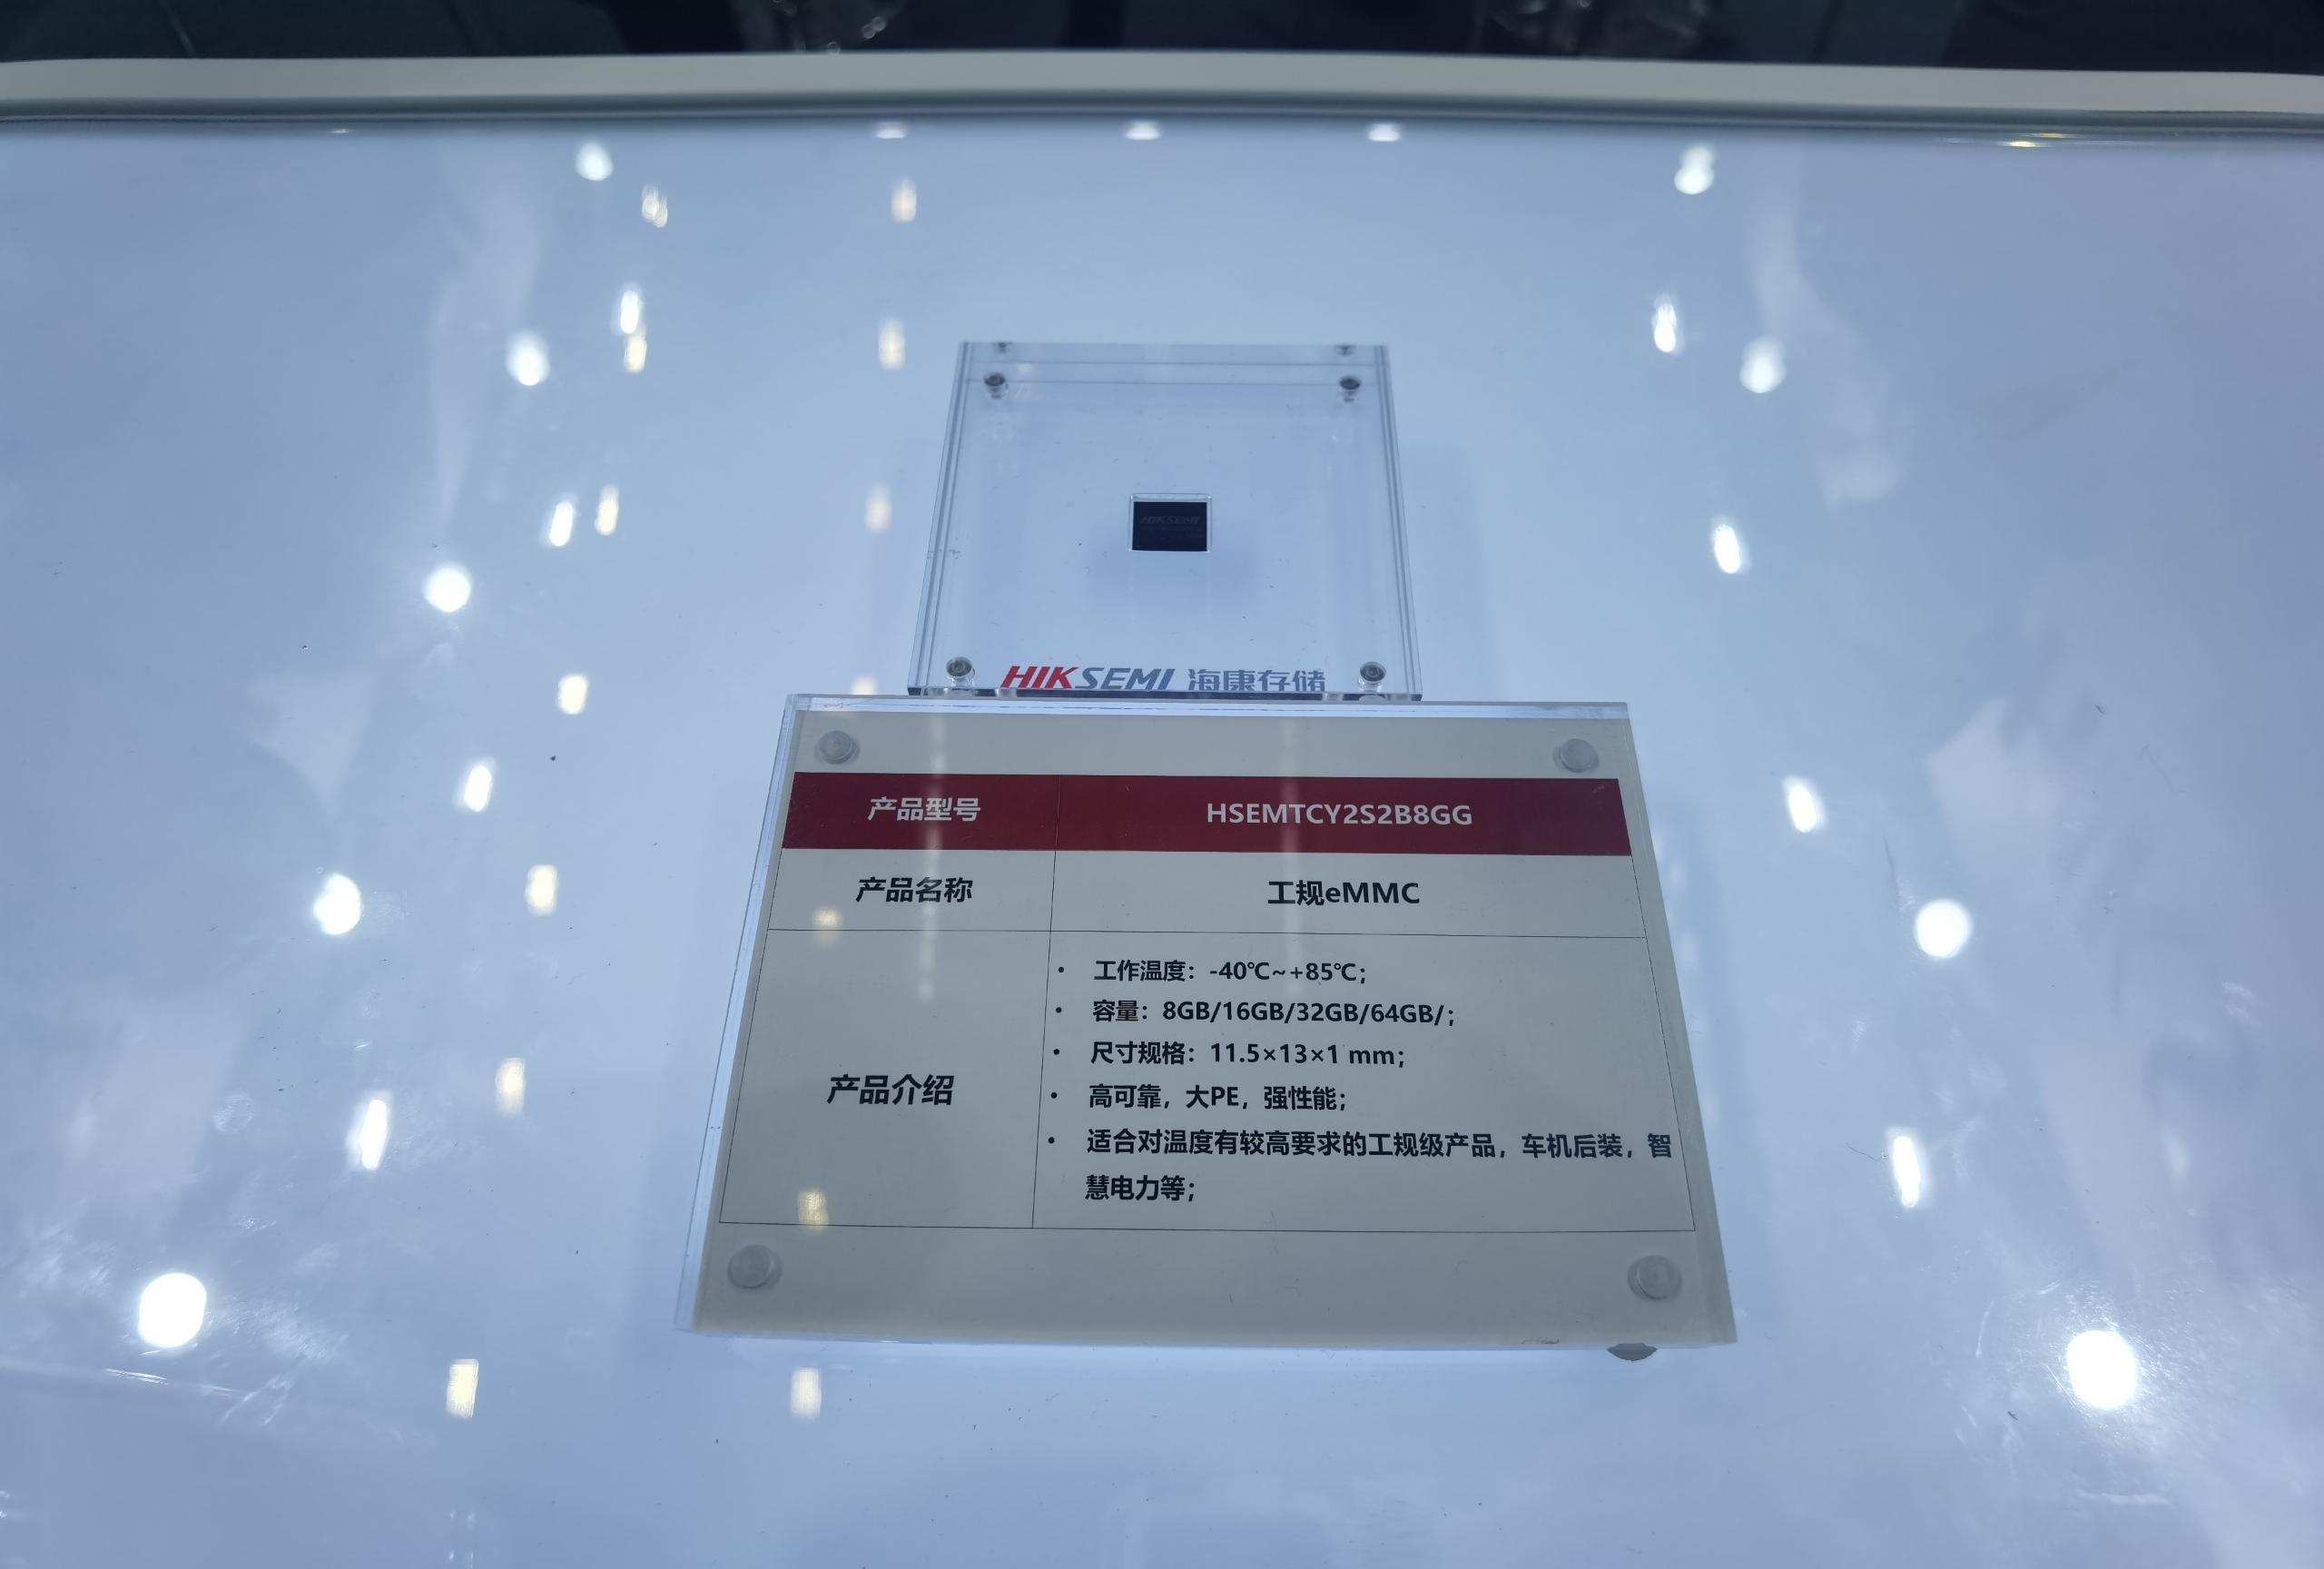 HIKSEMI
HIKSEMI 海康存储
产品型号 HSEMTCY2S2B8GG
产品名称 工规eMMC
产品介绍
• 工作温度：-40℃~+85℃；
• 容量：8GB/16GB/32GB/64GB/；
• 尺寸规格：11.5×13×1 mm；
• 高可靠，大PE，强性能；
• 适合对温度有较高要求的工规级产品，车机后装，智
慧电力等；